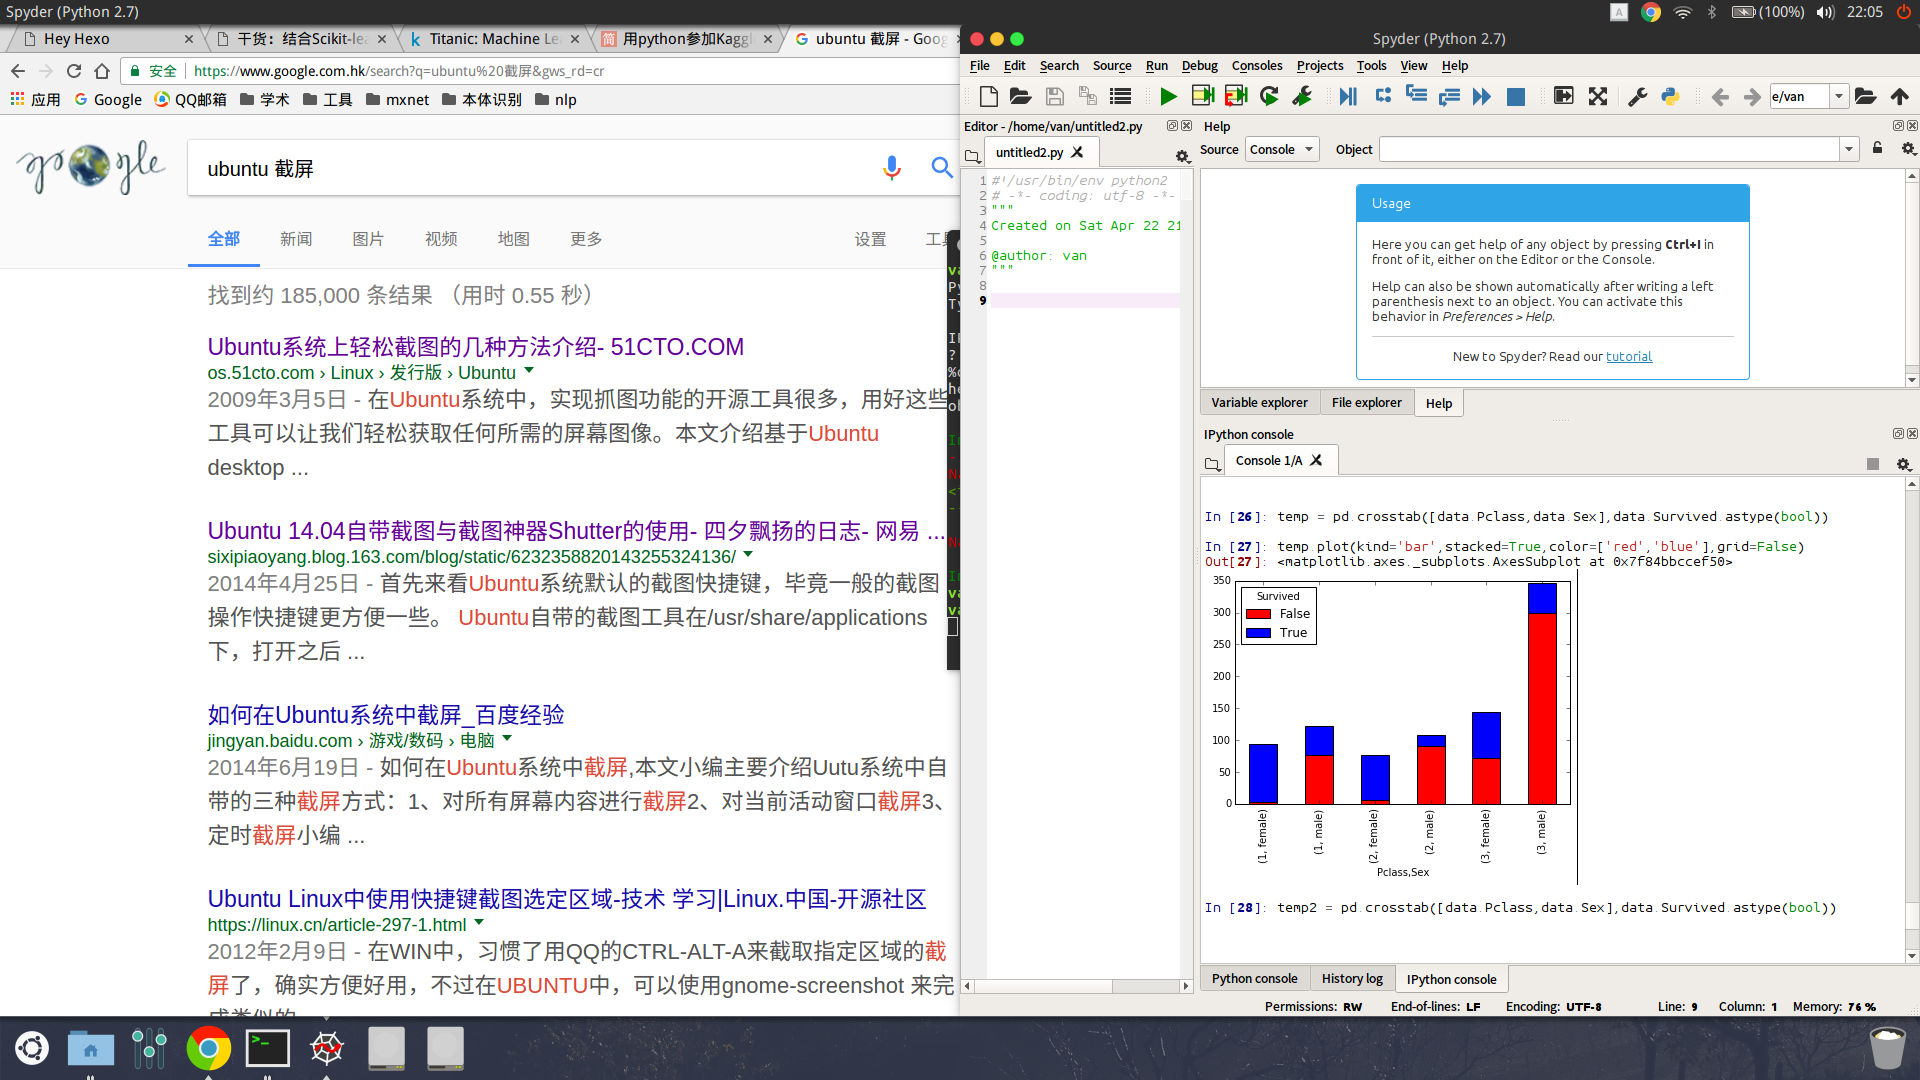 Spyder (Python 2.7)
(100%)
22:05
Hey Hexo
干货：结合Scikit-lea
Titanic: Machine Le
用python参加Kaggl
ubuntu 截屏 - Goog
安全
https://www.google.com.hk/search?q=ubuntu%20截屏&gws_rd=cr
应用
Google
QQ邮箱
学术
工具
mxnet
本体识别
nlp
Google
ubuntu 截屏
全部
新闻
图片
视频
地图
更多
设置
工具
找到约 185,000 条结果 （用时 0.55 秒）
Ubuntu系统上轻松截图的几种方法介绍- 51CTO.COM
os.51cto.com › Linux › 发行版 › Ubuntu
2009年3月5日 - 在Ubuntu系统中，实现抓图功能的开源工具很多，用好这些
工具可以让我们轻松获取任何所需的屏幕图像。本文介绍基于Ubuntu
desktop ...
Ubuntu 14.04自带截图与截图神器Shutter的使用- 四夕飘扬的日志- 网易 ...
sixipiaoyang.blog.163.com/blog/static/6232358820143255324136/
2014年4月25日 - 首先来看Ubuntu系统默认的截图快捷键，毕竟一般的截图
操作快捷键更方便一些。 Ubuntu自带的截图工具在/usr/share/applications
下，打开之后 ...
如何在Ubuntu系统中截屏_百度经验
jingyan.baidu.com › 游戏/数码 › 电脑
2014年6月19日 - 如何在Ubuntu系统中截屏,本文小编主要介绍Uutu系统中自
带的三种截屏方式：1、对所有屏幕内容进行截屏2、对当前活动窗口截屏3、
定时截屏小编 ...
Ubuntu Linux中使用快捷键截图选定区域-技术 学习|Linux.中国-开源社区
https://linux.cn/article-297-1.html
2012年2月9日 - 在WIN中，习惯了用QQ的CTRL-ALT-A来截取指定区域的截
屏了，确实方便好用，不过在UBUNTU中，可以使用gnome-screenshot 来完
成类似的
Spyder (Python 2.7)
File Edit Search Source Run Debug Consoles Projects Tools View Help
e/van
Editor - /home/van/untitled2.py
untitled2.py
1 #!/usr/bin/env python2
2 # -*- coding: utf-8 -*-
3 """
4 Created on Sat Apr 22 21
5
6 @author: van
7 """
8
9
Help
Source Console Object
Usage
Here you can get help of any object by pressing Ctrl+I in
front of it, either on the Editor or the Console.
Help can also be shown automatically after writing a left
parenthesis next to an object. You can activate this
behavior in Preferences > Help.
New to Spyder? Read our tutorial
Variable explorer File explorer Help
IPython console
Console 1/A
In [26]: temp = pd.crosstab([data.Pclass,data.Sex],data.Survived.astype(bool))
In [27]: temp.plot(kind='bar',stacked=True,color=['red','blue'],grid=False)
Out[27]: <matplotlib.axes._subplots.AxesSubplot at 0x7f84bbccef50>
350
300
250
200
150
100
50
0
Survived
False
True
(1, female)
(1, male)
(2, female)
(2, male)
(3, female)
(3, male)
Pclass,Sex
In [28]: temp2 = pd.crosstab([data.Pclass,data.Sex],data.Survived.astype(bool))
Python console History log IPython console
Permissions: RW End-of-lines: LF Encoding: UTF-8 Line: 9 Column: 1 Memory: 76 %